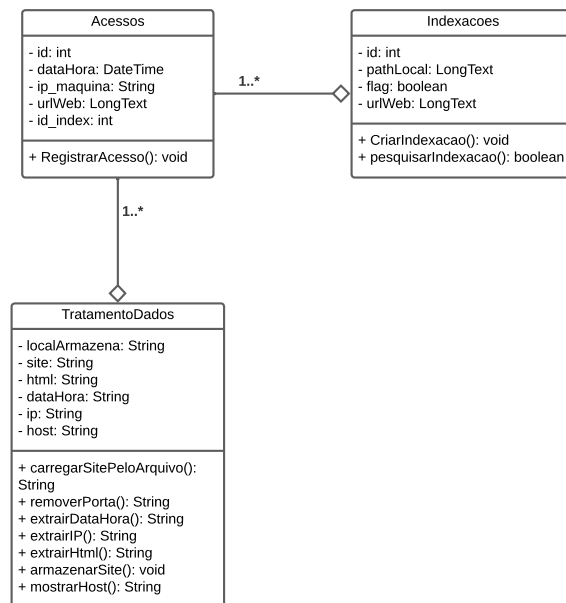 Acessos
- id: int
- dataHora: DateTime
- ip_maquina: String
- urlWeb: LongText
- id_index: int
+ RegistrarAcesso(): void
1..*
Indexacoes
- id: int
- pathLocal: LongText
- flag: boolean
- urlWeb: LongText
+ CriarIndexacao(): void
+ pesquisarIndexacao(): boolean
1..*
TratamentoDados
- localArmazena: String
- site: String
- html: String
- dataHora: String
- ip: String
- host: String
+ carregarSitePeloArquivo():
String
+ removerPorta(): String
+ extrairDataHora(): String
+ extrairIP(): String
+ extrairHtml(): String
+ armazenarSite(): void
+ mostrarHost(): String